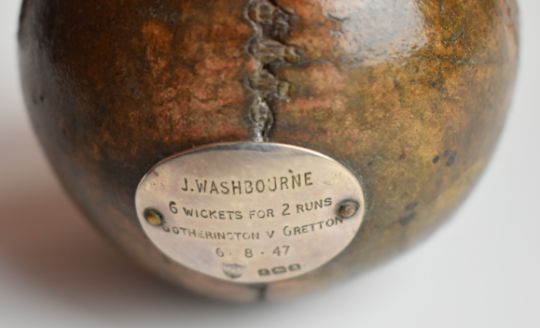 J. WASHBOURNE
6 WICKETS FOR 2 RUNS
GOTHERINGTON V GRETTON
6 · 8 · 47